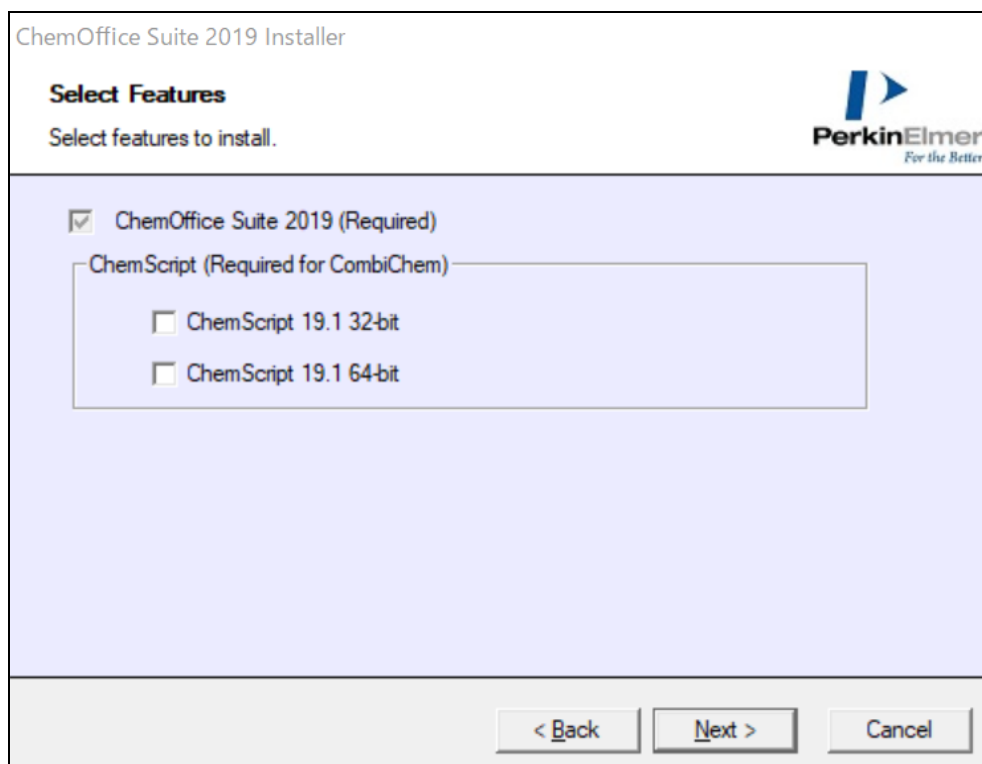 ChemOffice Suite 2019 Installer
Select Features
Select features to install.
PerkinElmer
For the Better
ChemOffice Suite 2019 (Required)
ChemScript (Required for CombiChem)
ChemScript 19.1 32-bit
ChemScript 19.1 64-bit
< Back
Next >
Cancel